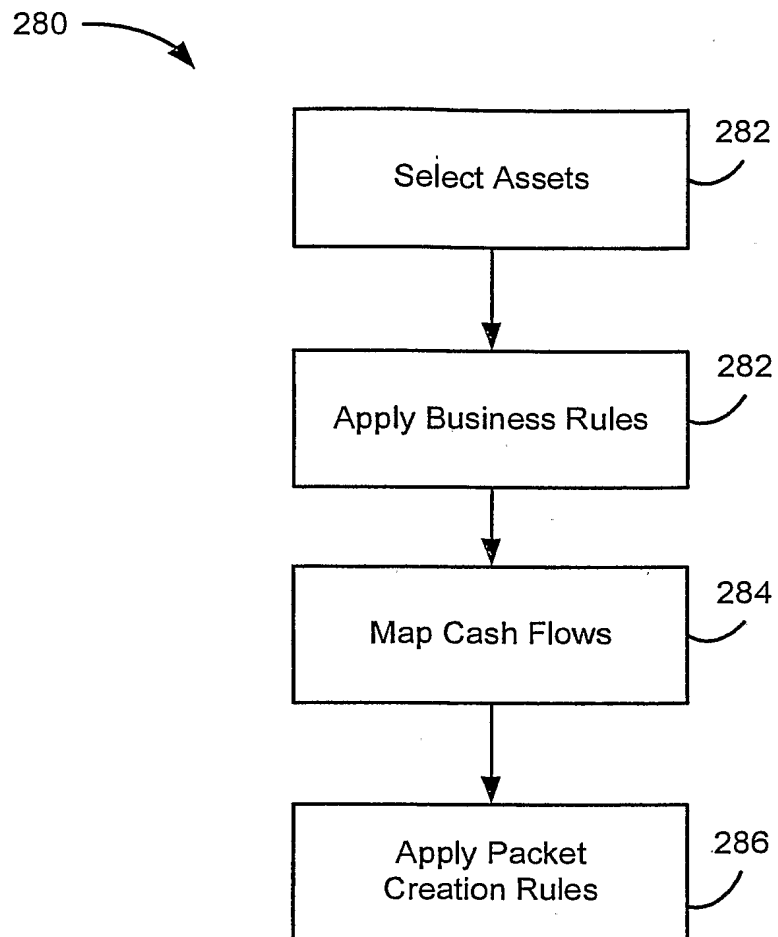 280
282
Select Assets
282
Apply Business Rules
284
Map Cash Flows
286
Apply Packet
Creation Rules